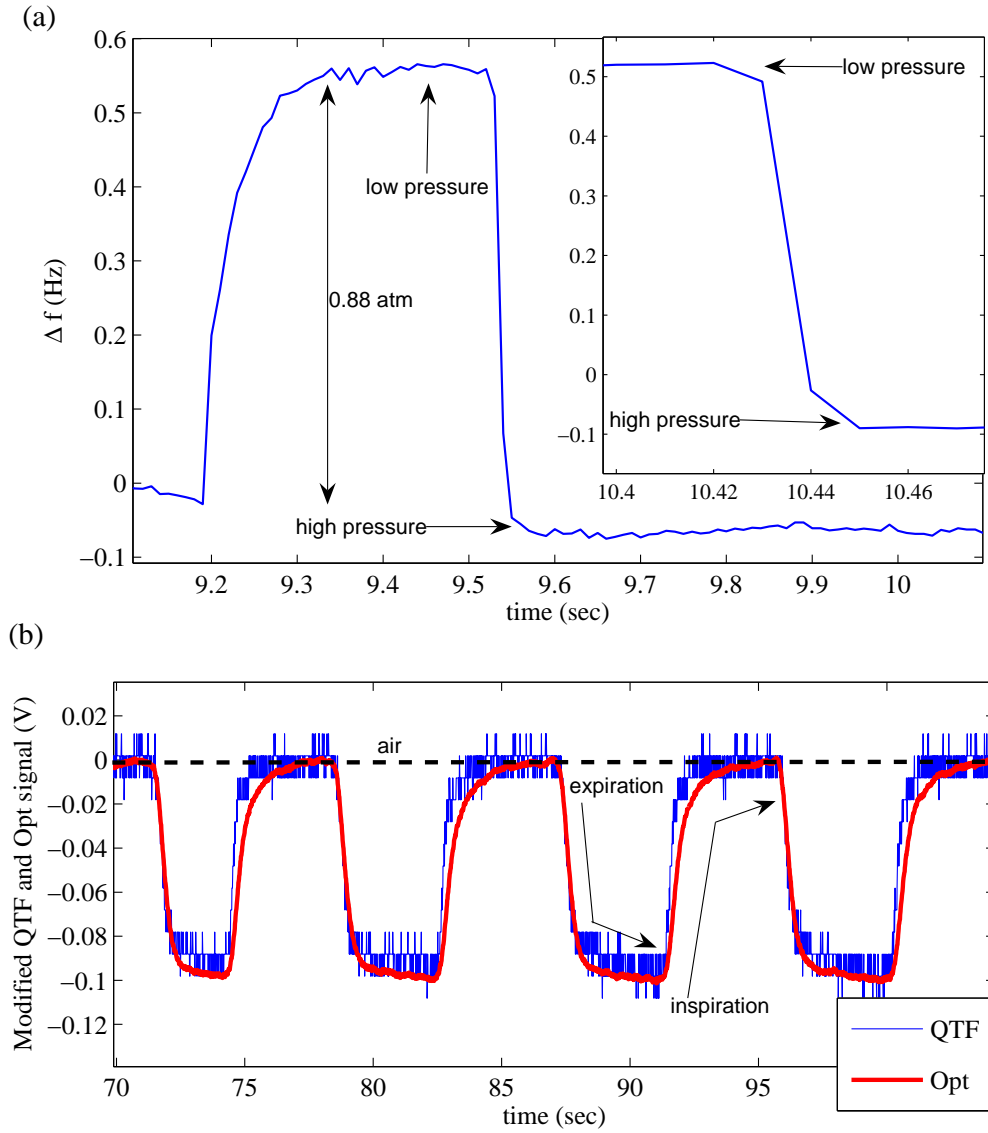 (a)
0.6
0.5
0.4
0.3
0.2
0.1
0
−0.1
Δ f (Hz)
low pressure
0.88 atm
high pressure
9.2 9.3 9.4 9.5 9.6 9.7 9.8 9.9 10
time (sec)
0.5
0.4
0.3
0.2
0.1
0
−0.1
low pressure
high pressure
10.4 10.42 10.44 10.46
(b)
0.02
0
−0.02
−0.04
−0.06
−0.08
−0.1
−0.12
Modified QTF and Opt signal (V)
air
expiration
inspiration
70 75 80 85 90 95
time (sec)
QTF
Opt